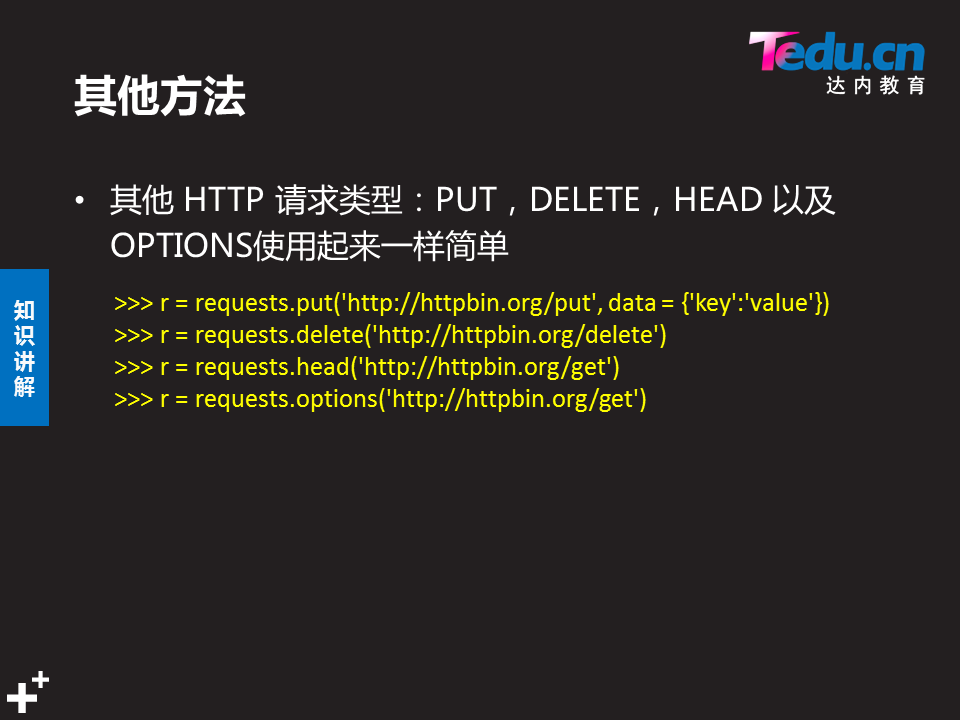 Tedu.cn
达内教育
其他方法
• 其他 HTTP 请求类型：PUT，DELETE，HEAD 以及
OPTIONS使用起来一样简单
知识讲解
>>> r = requests.put('http://httpbin.org/put', data = {'key':'value'})
>>> r = requests.delete('http://httpbin.org/delete')
>>> r = requests.head('http://httpbin.org/get')
>>> r = requests.options('http://httpbin.org/get')